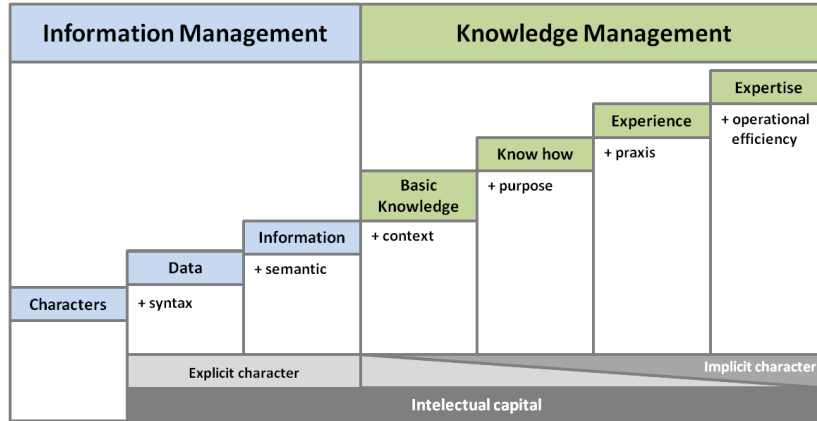 Information Management
Knowledge Management
Expertise
+ operational
efficiency
Experience
+ praxis
Know how
+ purpose
Basic
Knowledge
+ context
Information
+ semantic
Data
+ syntax
Characters
Explicit character
Implicit character
Intelectual capital